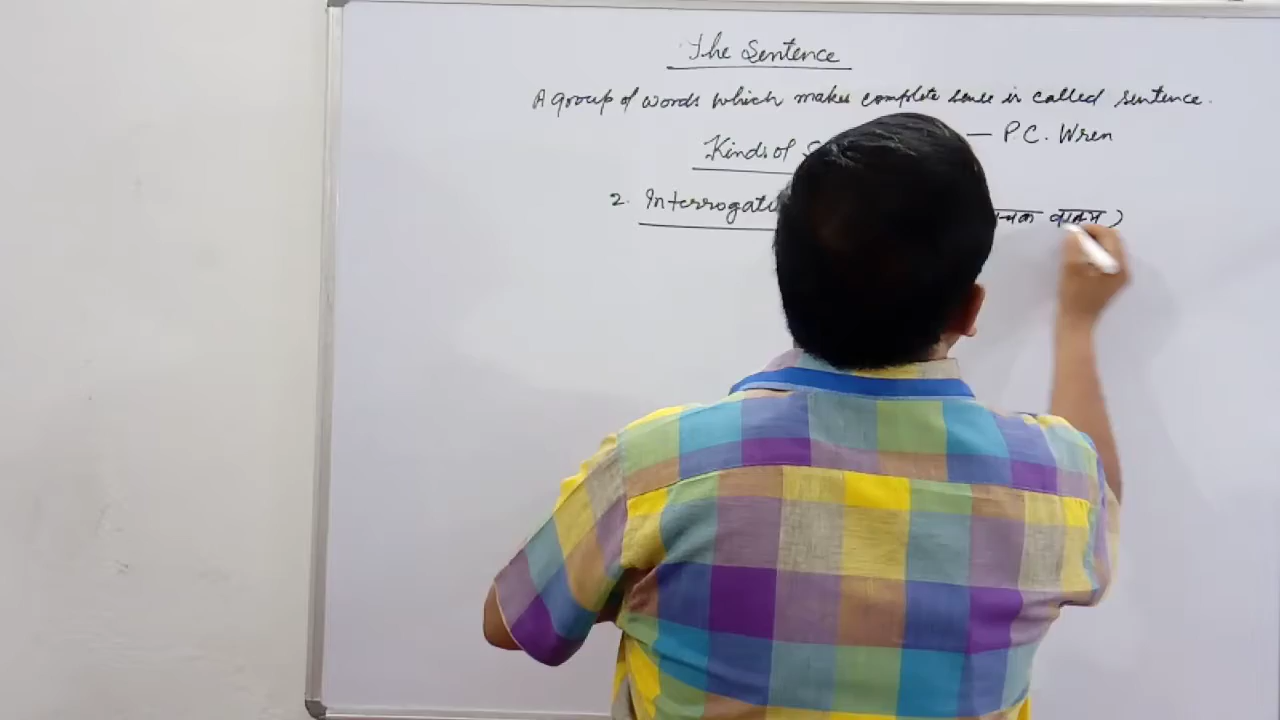 The Sentence
A group of words which makes complete sense is called sentence.
— P.C. Wren
Kinds of
2. Interrogati
वाक्य)